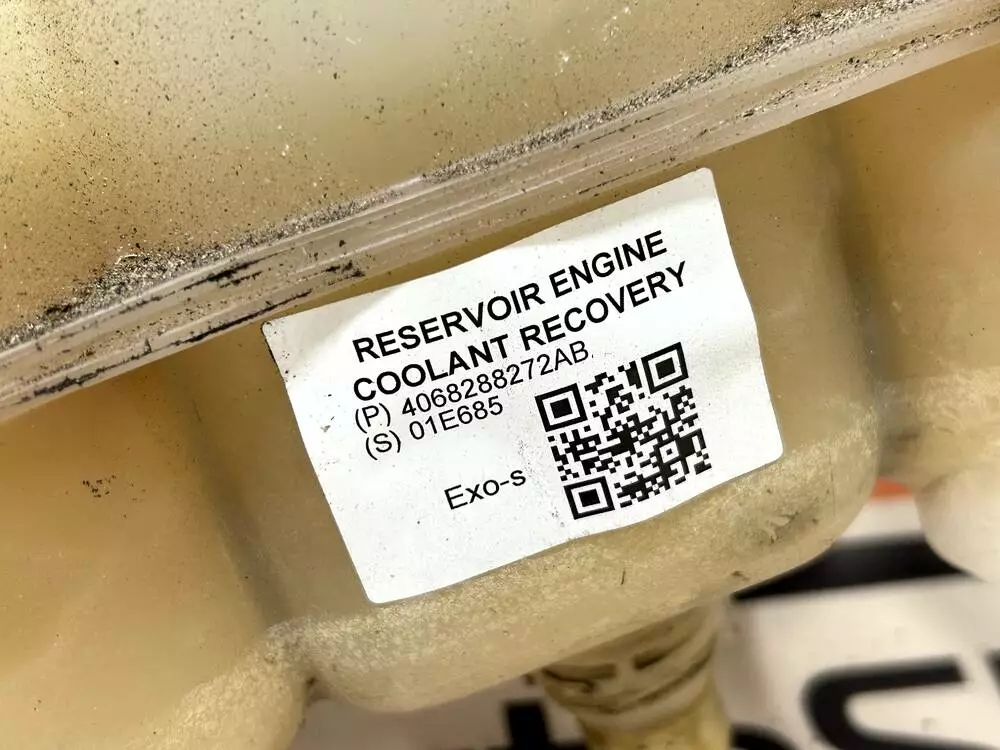 RESERVOIR ENGINE
COOLANT RECOVERY
(P) 4068288272AB
(S) 01E685
Exo-s